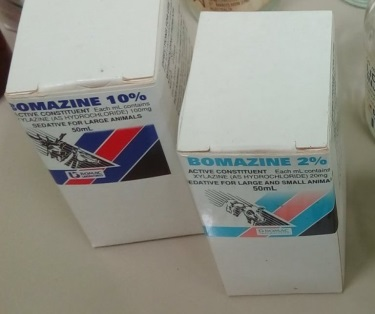 BOMAZINE 10%
ACTIVE CONSTITUENT Each mL contains
XYLAZINE (AS HYDROCHLORIDE) 100mg
SEDATIVE FOR LARGE ANIMALS
50mL
BOMAZINE 2%
ACTIVE CONSTITUENT Each mL contains
XYLAZINE (AS HYDROCHLORIDE) 20mg
SEDATIVE FOR LARGE AND SMALL ANIMA
50mL